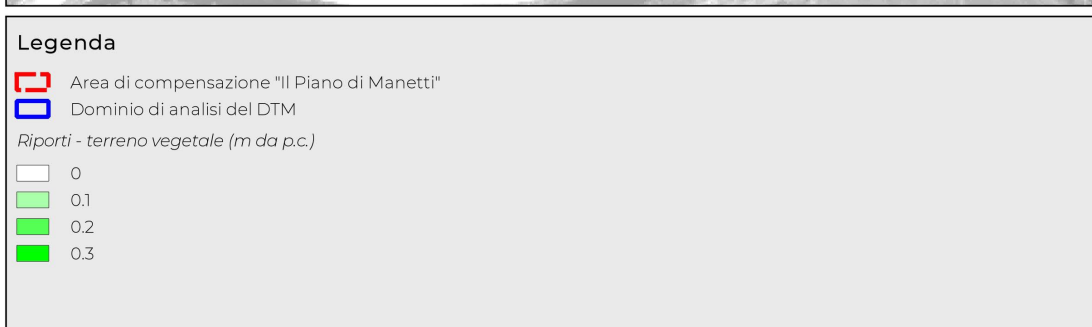 Legenda
Area di compensazione "Il Piano di Manetti"
Dominio di analisi del DTM
Riporti - terreno vegetale (m da p.c.)
0
0.1
0.2
0.3